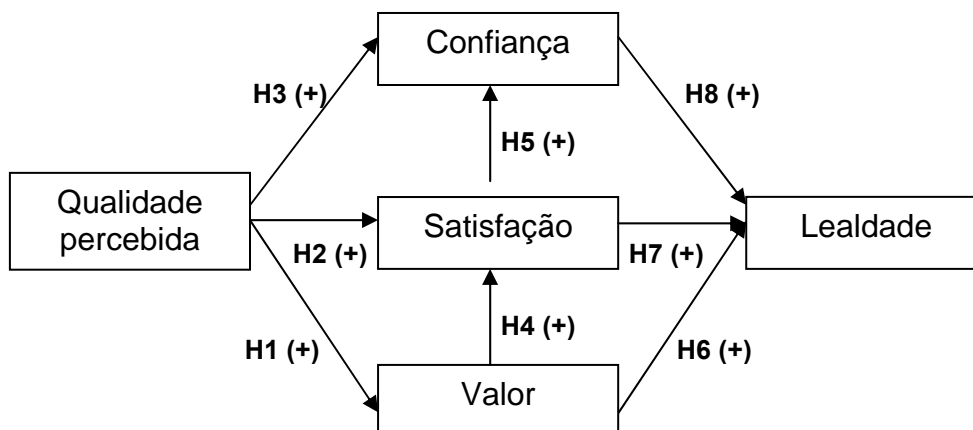 Confiança
H3 (+)
H8 (+)
H5 (+)
Qualidade
percebida
Satisfação
Lealdade
H2 (+)
H7 (+)
H4 (+)
H1 (+)
H6 (+)
Valor